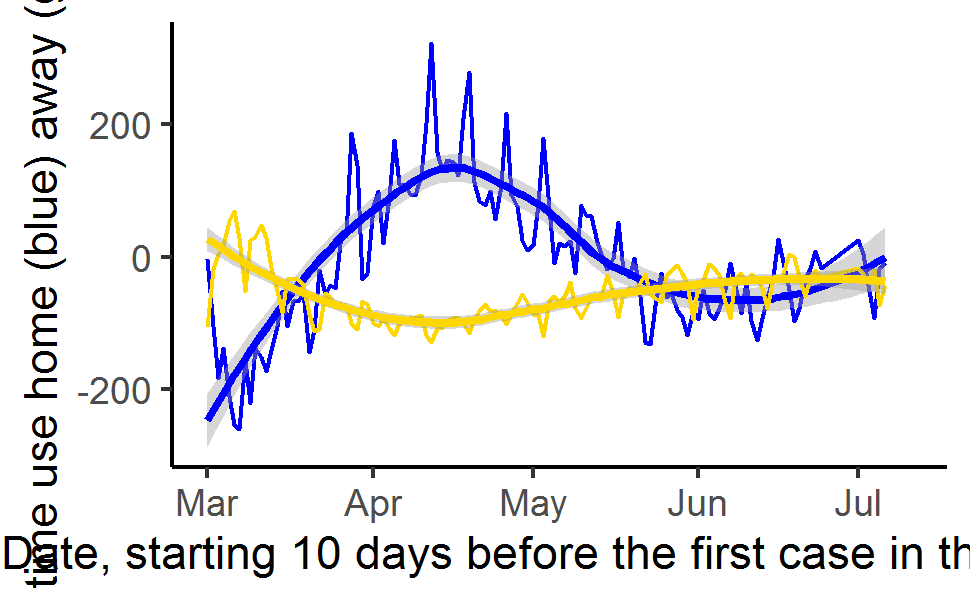 time use home (blue) away (
200
0
-200
Mar Apr May Jun Jul
Date, starting 10 days before the first case in th